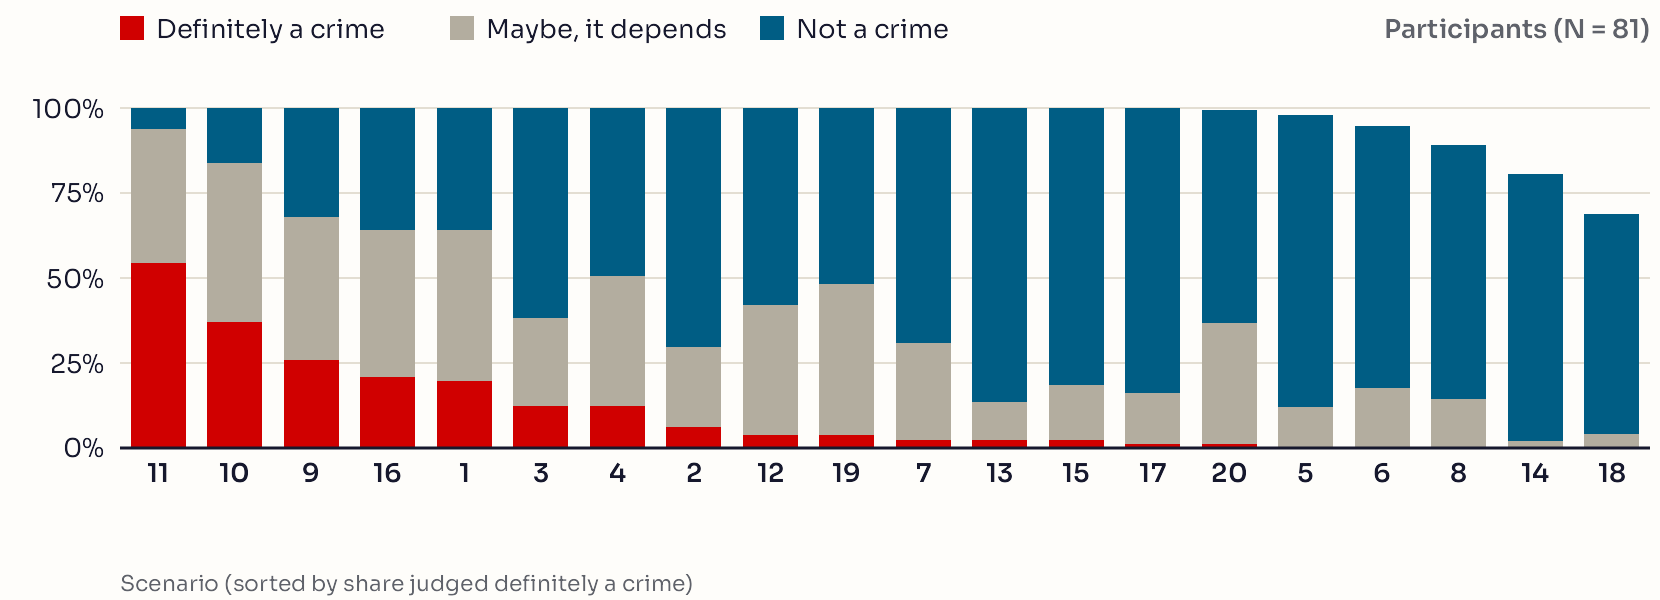 Definitely a crime Maybe, it depends Not a crime Participants (N = 81)
100%
75%
50%
25%
0%
11 10 9 16 1 3 4 2 12 19 7 13 15 17 20 5 6 8 14 18
Scenario (sorted by share judged definitely a crime)